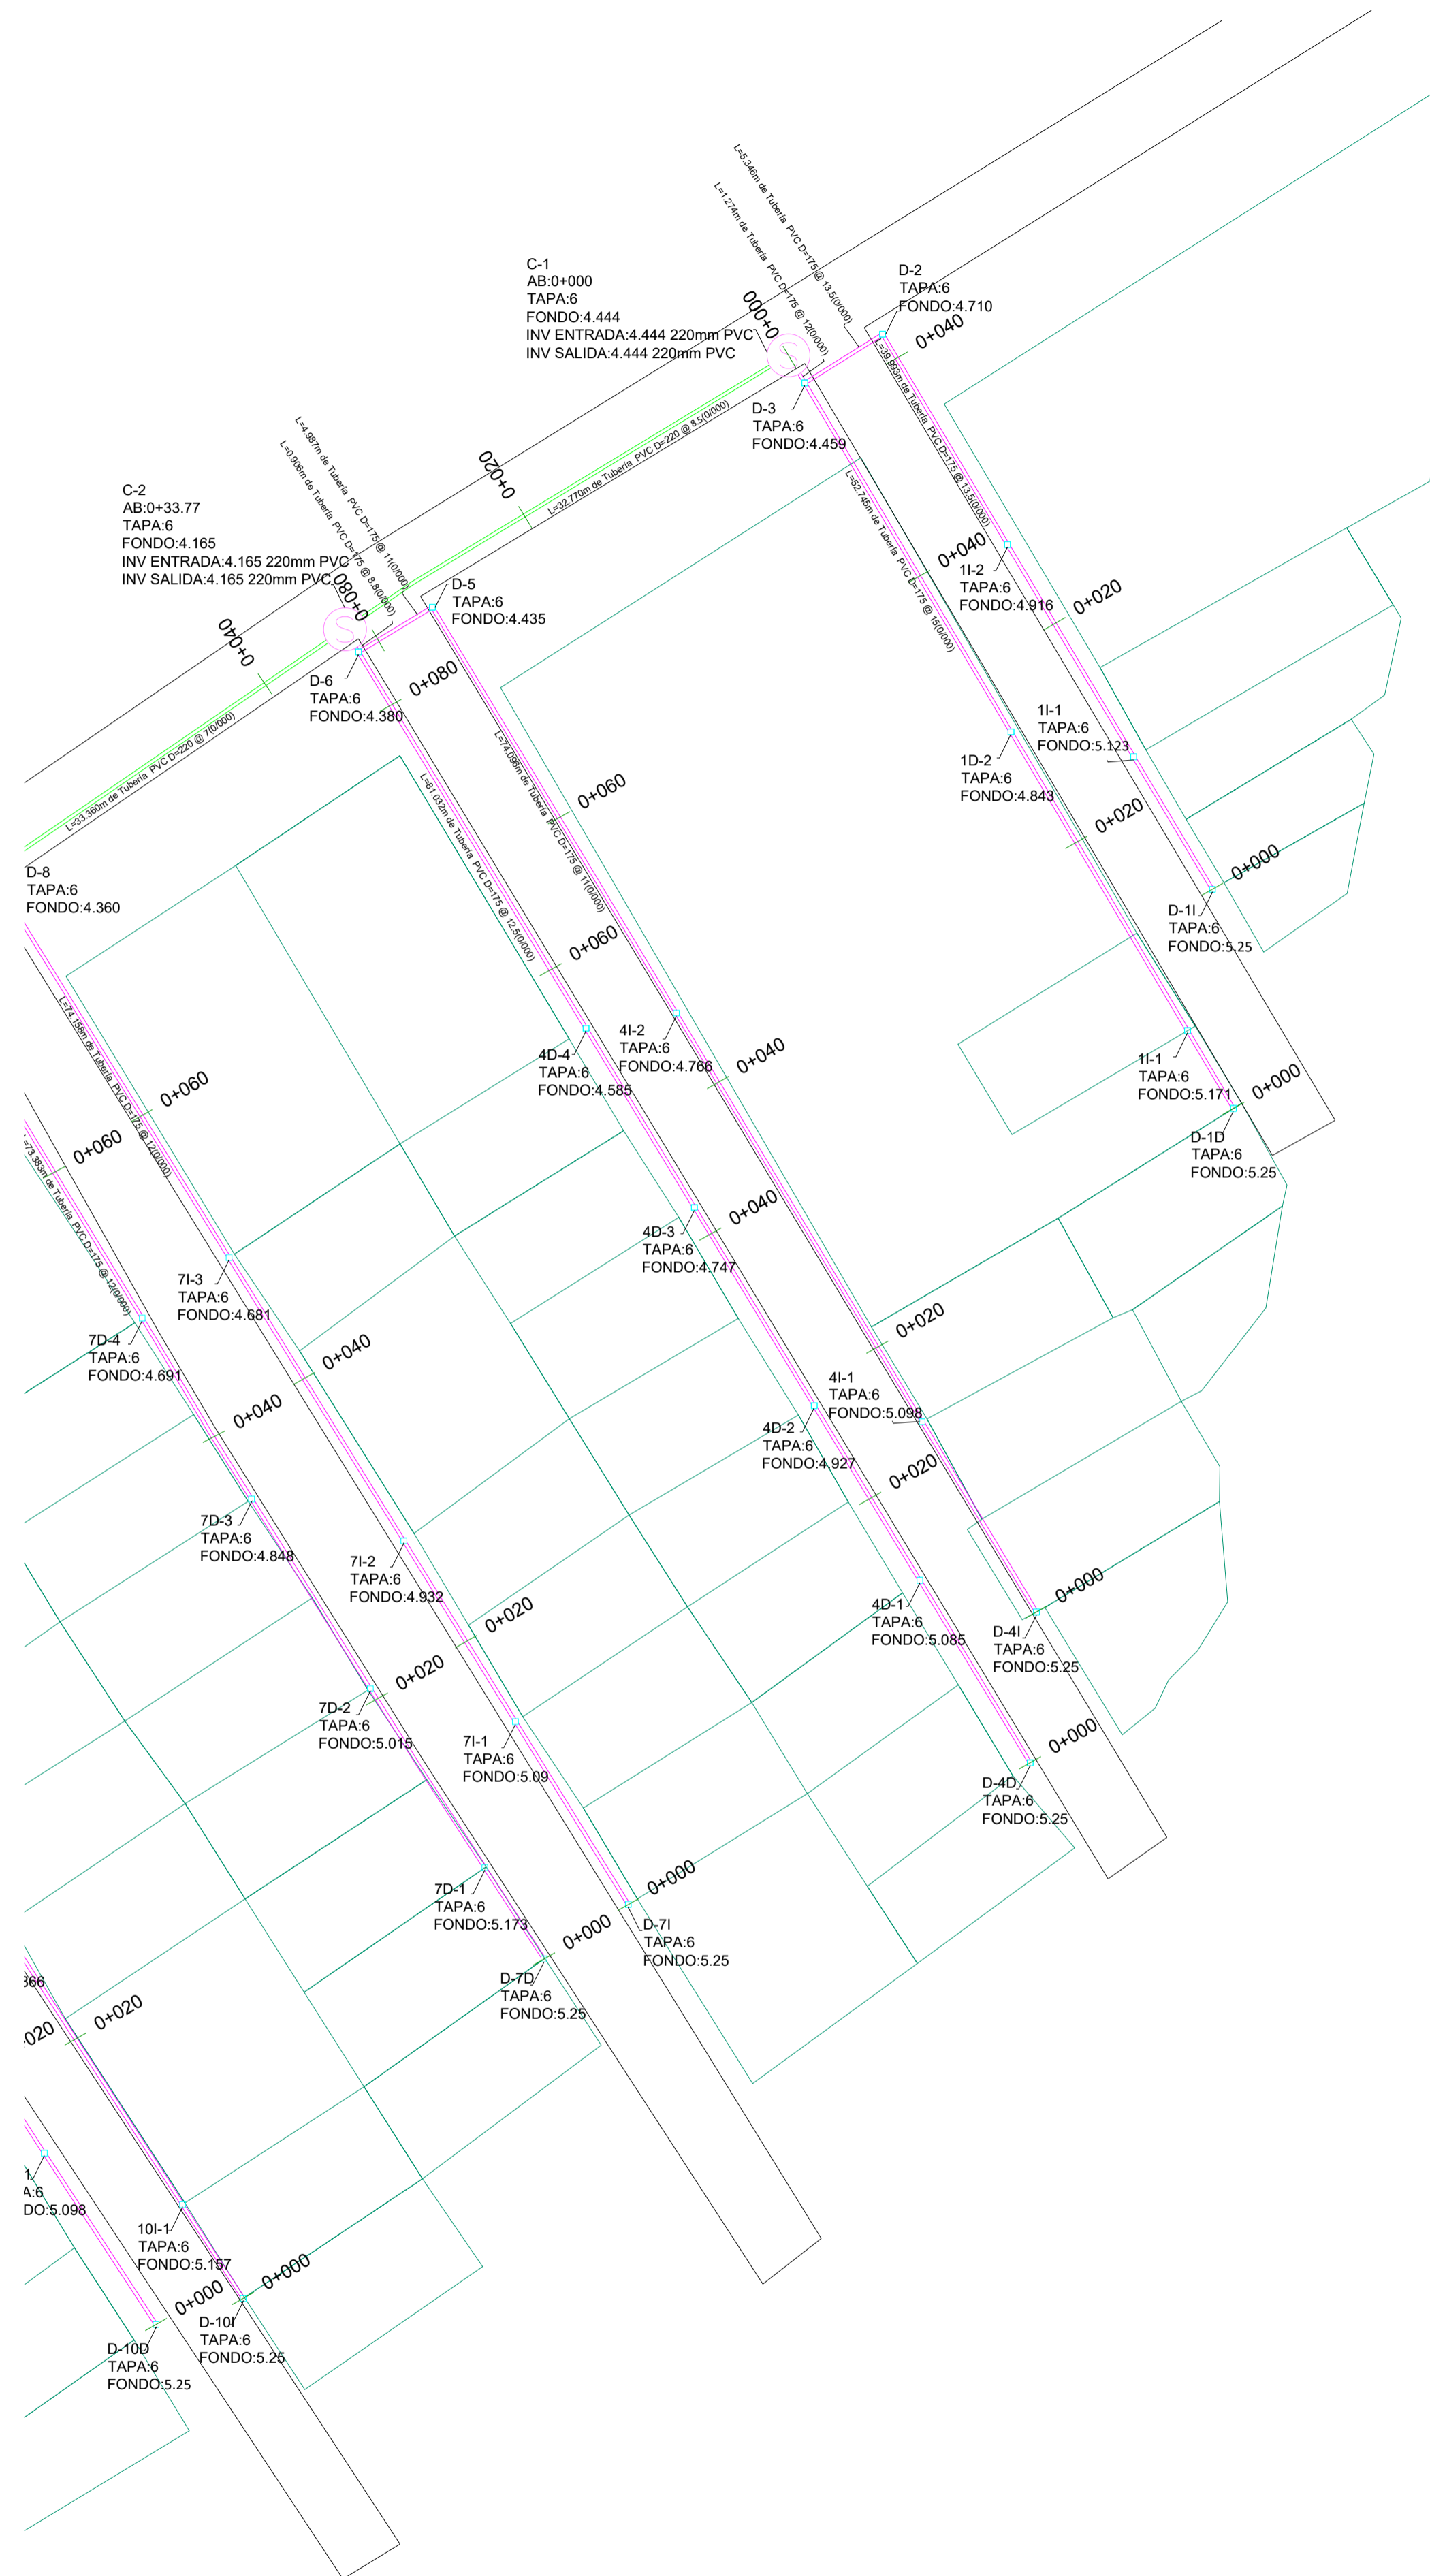 L=5.346m de Tubería PVC D=175 @ 13.5(0/000)
L=1.274m de Tubería PVC D=175 @ 12(0/000)
C-1
AB:0+000
TAPA:6
FONDO:4.444
INV ENTRADA:4.444 220mm PVC
INV SALIDA:4.444 220mm PVC
0+000
D-2
TAPA:6
FONDO:4.710
0+040
L=39.993m de Tubería PVC D=175 @ 13.5(0/000)
D-3
TAPA:6
FONDO:4.459
L=4.987m de Tubería PVC D=175 @ 11(0/000)
L=0.906m de Tubería PVC D=175 @ 8.8(0/000)
0+020
L=32.770m de Tubería PVC D=220 @ 8.5(0/000)
L=52.745m de Tubería PVC D=175 @ 15(0/000)
C-2
AB:0+33.77
TAPA:6
FONDO:4.165
INV ENTRADA:4.165 220mm PVC
INV SALIDA:4.165 220mm PVC
0+080
0+040
D-5
TAPA:6
FONDO:4.435
0+040
1I-2
TAPA:6
FONDO:4.916
0+020
D-6
TAPA:6
FONDO:4.380
0+080
L=33.360m de Tubería PVC D=220 @ 7(0/000)
L=74.096m de Tubería PVC D=175 @ 11(0/000)
L=81.032m de Tubería PVC D=175 @ 12.5(0/000)
1I-1
TAPA:6
FONDO:5.123
1D-2
TAPA:6
FONDO:4.843
0+060
0+020
0+000
D-8
TAPA:6
FONDO:4.360
D-1I
TAPA:6
FONDO:5.25
0+060
L=74.158m de Tubería PVC D=175 @ 12(0/000)
4I-2
TAPA:6
FONDO:4.766
4D-4
TAPA:6
FONDO:4.585
0+040
1I-1
TAPA:6
FONDO:5.171
0+000
0+060
0+060
L=73.383m de Tubería PVC D=175 @ 12(0/000)
D-1D
TAPA:6
FONDO:5.25
4D-3
TAPA:6
FONDO:4.747
0+040
7I-3
TAPA:6
FONDO:4.681
7D-4
TAPA:6
FONDO:4.691
0+040
0+020
4I-1
TAPA:6
FONDO:5.098
0+040
4D-2
TAPA:6
FONDO:4.927
0+020
7D-3
TAPA:6
FONDO:4.848
7I-2
TAPA:6
FONDO:4.932
0+020
4D-1
TAPA:6
FONDO:5.085
0+000
D-4I
TAPA:6
FONDO:5.25
0+020
7D-2
TAPA:6
FONDO:5.015
7I-1
TAPA:6
FONDO:5.09
0+000
D-4D
TAPA:6
FONDO:5.25
7D-1
TAPA:6
FONDO:5.173
0+000
0+000
D-7I
TAPA:6
FONDO:5.25
D-7D
TAPA:6
FONDO:5.25
366
020
0+020
A:6
DO:5.098
10I-1
TAPA:6
FONDO:5.157
0+000
0+000
D-10I
TAPA:6
FONDO:5.25
D-10D
TAPA:6
FONDO:5.25